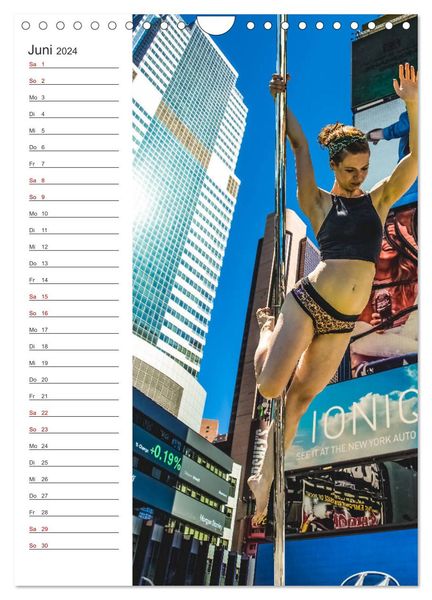 Juni 2024
Sa 1
So 2
Mo 3
Di 4
Mi 5
Do 6
Fr 7
Sa 8
So 9
Mo 10
Di 11
Mi 12
Do 13
Fr 14
Sa 15
So 16
Mo 17
Di 18
Mi 19
Do 20
Fr 21
Sa 22
So 23
Mo 24
Di 25
Mi 26
Do 27
Fr 28
Sa 29
So 30
IONIQ
SEE IT AT THE NEW YORK AUTO
% Change
+0.19%
Morgan Stanley